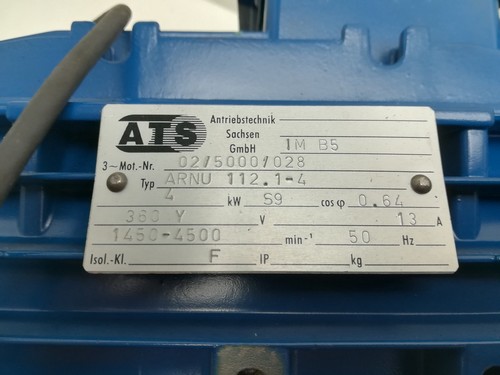 ATS
Antriebstechnik
Sachsen
GmbH IM B5
3~Mot.-Nr. 02/5000/028
Typ ARNU 112.1-4
4 kW S9 cos φ 0.64
360 Y V 13 A
1450-4500 min⁻¹ 50 Hz
Isol.-Kl. F IP kg